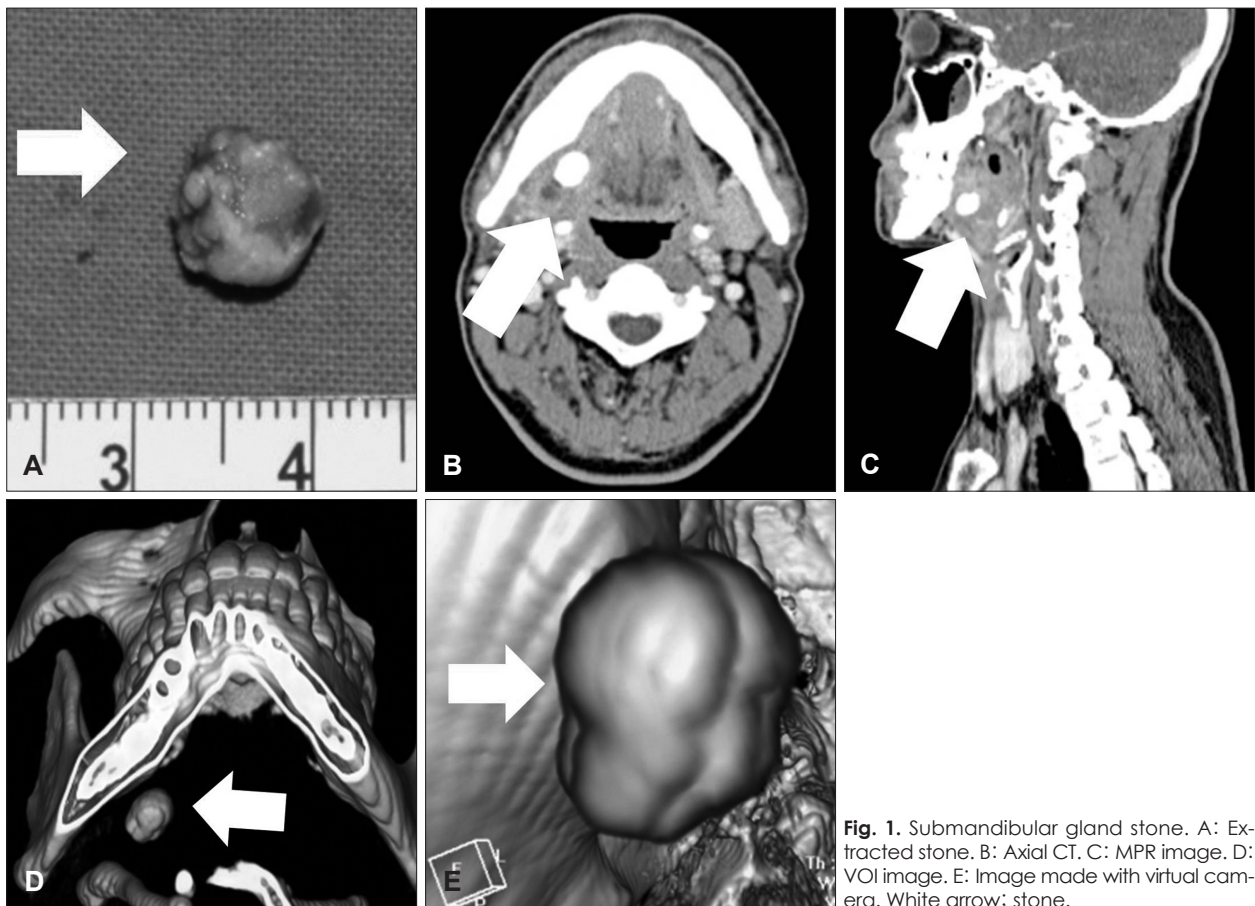 3 4
A
B
C
D
E
Fig. 1. Submandibular gland stone. A: Ex-
tracted stone. B: Axial CT. C: MPR image. D:
VOI image. E: Image made with virtual cam-
era. White arrow: stone.